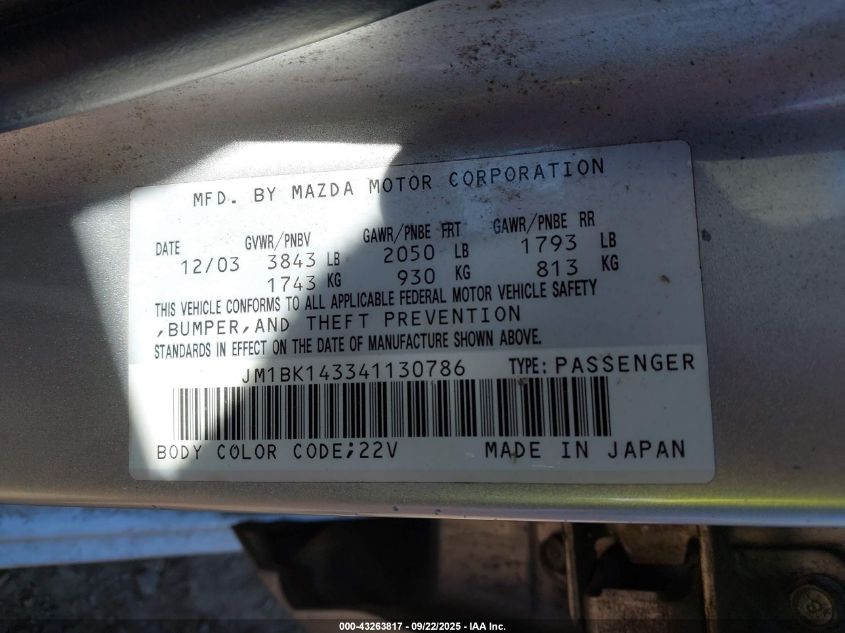 MFD. BY MAZDA MOTOR CORPORATION
DATE GVWR/PNBV GAWR/PNBE FRT GAWR/PNBE RR
12/03 3843 LB 2050 LB 1793 LB
1743 KG 930 KG 813 KG
THIS VEHICLE CONFORMS TO ALL APPLICABLE FEDERAL MOTOR VEHICLE SAFETY
,BUMPER,AND THEFT PREVENTION
STANDARDS IN EFFECT ON THE DATE OF MANUFACTURE SHOWN ABOVE.
JM1BK143341130786 TYPE: PASSENGER
BODY COLOR CODE;22V MADE IN JAPAN
000-43263817 - 09/22/2025 - IAA Inc.